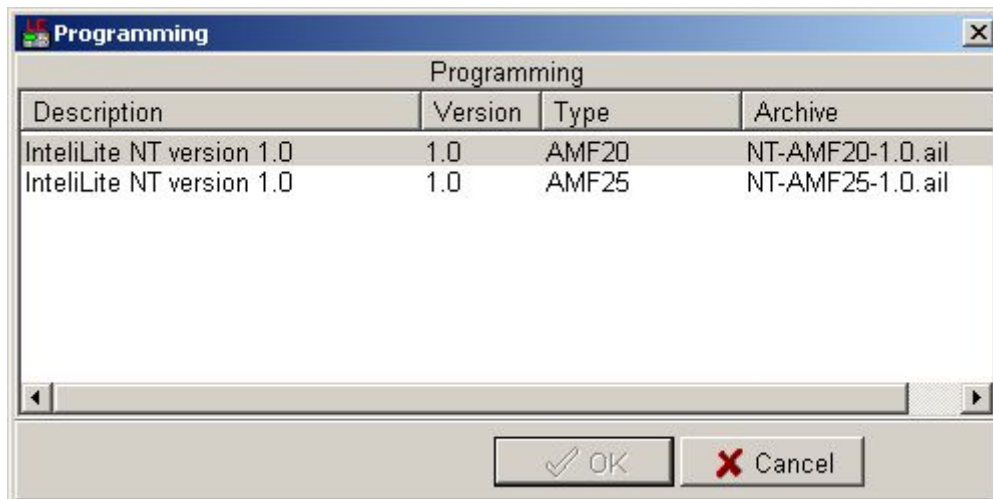 Programming
Programming
Description Version Type Archive
InteliLite NT version 1.0 1.0 AMF20 NT-AMF20-1.0.ail
InteliLite NT version 1.0 1.0 AMF25 NT-AMF25-1.0.ail
OK Cancel